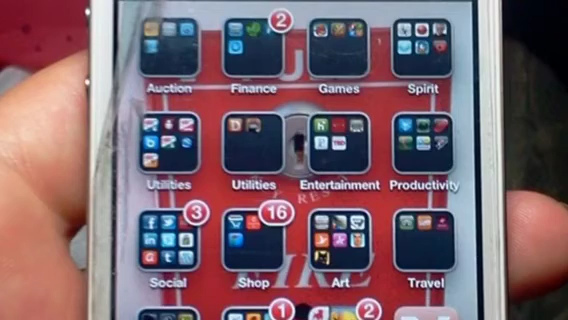 2
Auction Finance Games Spirit
Utilities Utilities Entertainment Productivity
3 16
Social Shop Art Travel
1 2